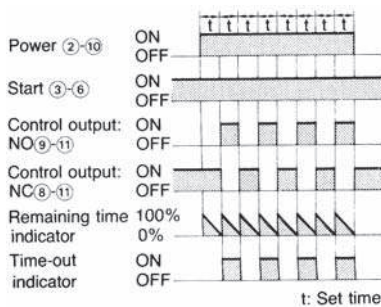 t t t t t t t t
Power ②-⑩ ON
OFF
Start ③-⑥ ON
OFF
Control output: ON
NO⑨-⑪ OFF
Control output: ON
NC⑧-⑪ OFF
Remaining time 100%
indicator 0%
Time-out ON
indicator OFF
t: Set time